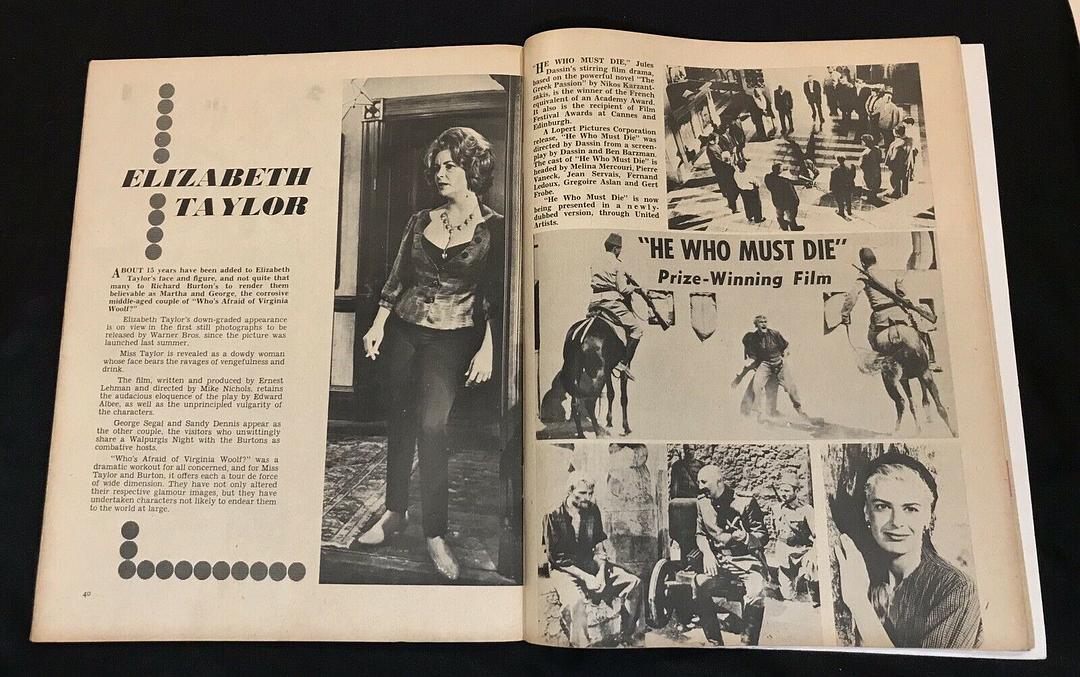 ELIZABETH
TAYLOR
ABOUT 15 years have been added to Elizabeth
Taylor's face and figure, and not quite that
many to Richard Burton's to render them
believable as Martha and George, the corrosive
middle-aged couple of "Who's Afraid of Virginia
Woolf?"
Elizabeth Taylor's down-graded appearance
is on view in the first still photographs to be
released by Warner Bros. since the picture was
launched last summer.
Miss Taylor is revealed as a dowdy woman
whose face bears the ravages of vengefulness and
drink.
The film, written and produced by Ernest
Lehman and directed by Mike Nichols, retains
the audacious eloquence of the play by Edward
Albee, as well as the unprincipled vulgarity of
the characters.
George Segal and Sandy Dennis appear as
the other couple, the visitors who unwittingly
share a Walpurgis Night with the Burtons as
combative hosts.
"Who's Afraid of Virginia Woolf?" was a
dramatic workout for all concerned, and for Miss
Taylor and Burton, it offers each a tour de force
of wide dimension. They have not only altered
their respective glamour images, but they have
undertaken characters not likely to endear them
to the world at large.
40
"HE WHO MUST DIE," Jules
Dassin's stirring film drama,
based on the powerful novel "The
Greek Passion" by Nikos Karzant-
zakis, is the winner of the French
equivalent of an Academy Award.
It also is the recipient of Film
Festival Awards at Cannes and
Edinburgh.
A Lopert Pictures Corporation
release, "He Who Must Die" was
directed by Dassin from a screen-
play by Dassin and Ben Barzman.
The cast of "He Who Must Die" is
headed by Melina Mercouri, Pierre
Vaneck, Jean Servais, Fernand
Ledoux, Gregoire Aslan and Gert
Frobe.
"He Who Must Die" is now
being presented in a newly-
dubbed version, through United
Artists.
"HE WHO MUST DIE"
Prize-Winning Film